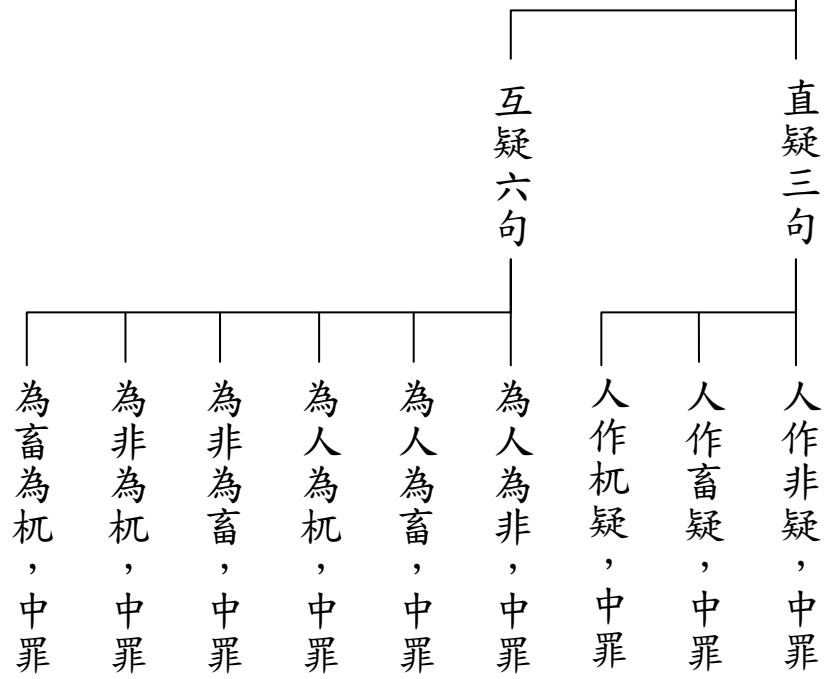 直疑三句
人作非疑，中罪
人作畜疑，中罪
人作杌疑，中罪
互疑六句
為人為非，中罪
為人為畜，中罪
為人為杌，中罪
為非為畜，中罪
為非為杌，中罪
為畜為杌，中罪